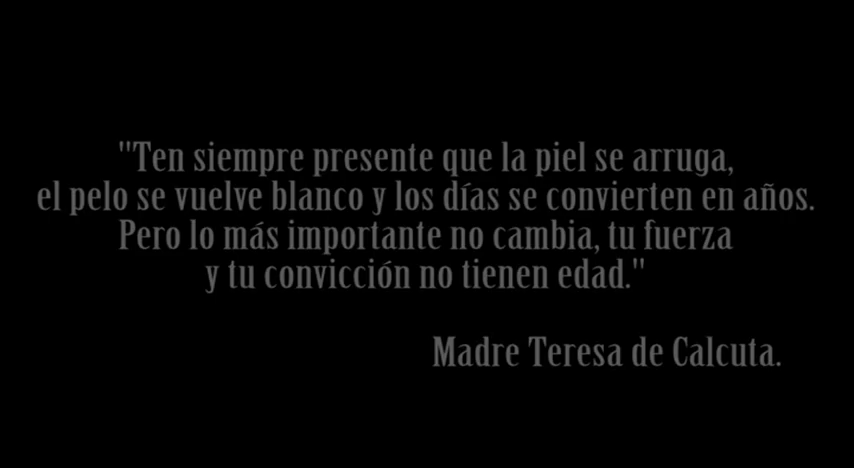 "Ten siempre presente que la piel se arruga,
el pelo se vuelve blanco y los días se convierten en años.
Pero lo más importante no cambia, tu fuerza
y tu convicción no tienen edad."
Madre Teresa de Calcuta.